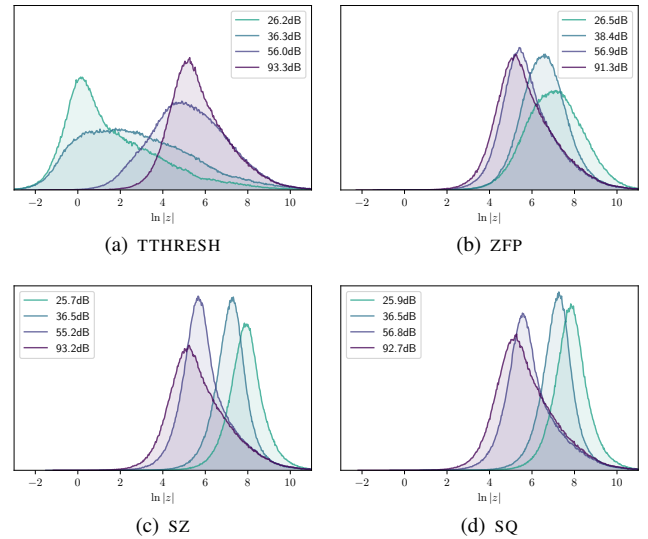 26.2dB
36.3dB
56.0dB
93.3dB
−2 0 2 4 6 8 10
ln |z|
(a) TTHRESH
26.5dB
38.4dB
56.9dB
91.3dB
−2 0 2 4 6 8 10
ln |z|
(b) ZFP
25.7dB
36.5dB
55.2dB
93.2dB
−2 0 2 4 6 8 10
ln |z|
(c) SZ
25.9dB
36.5dB
56.8dB
92.7dB
−2 0 2 4 6 8 10
ln |z|
(d) SQ